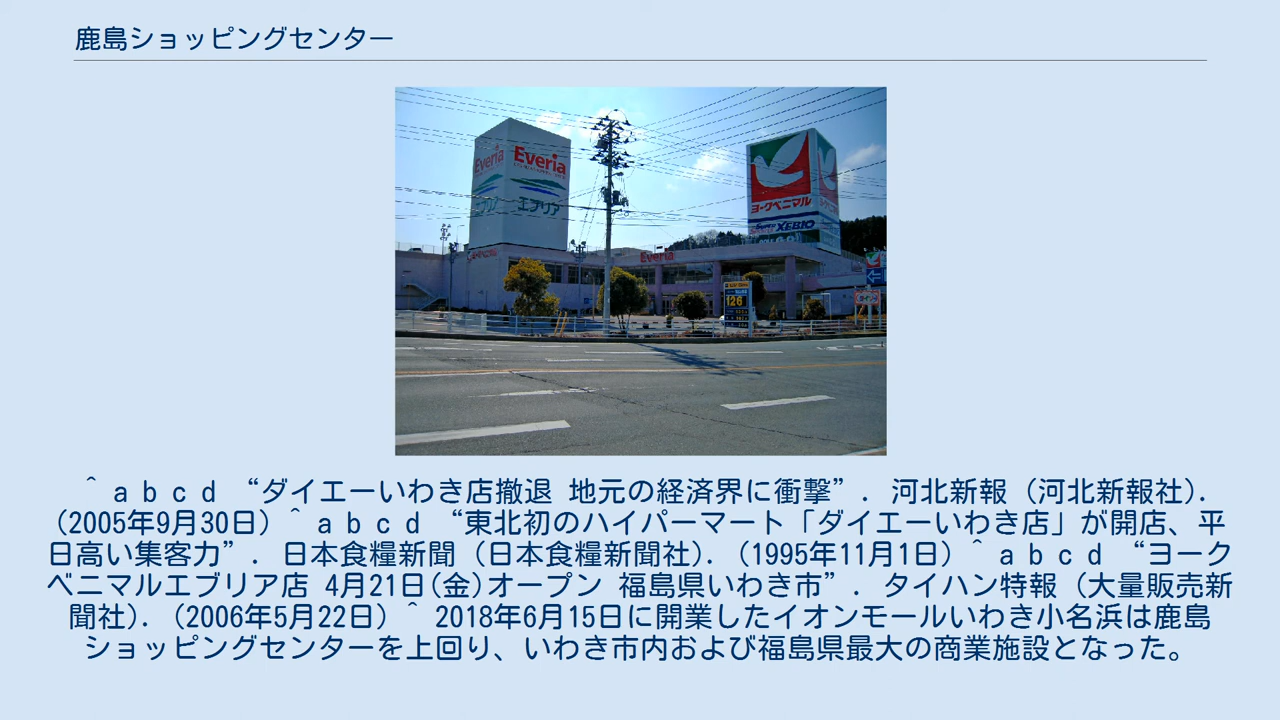 鹿島ショッピングセンター
Everia
Everia
エブリア
Everia
ヨークベニマル
XEBIO
126
^ a b c d “ダイエーいわき店撤退 地元の経済界に衝撃”. 河北新報 (河北新報社).
(2005年9月30日) ^ a b c d “東北初のハイパーマート「ダイエーいわき店」が開店、平
日高い集客力”. 日本食糧新聞 (日本食糧新聞社). (1995年11月1日) ^ a b c d “ヨーク
ベニマルエブリア店 4月21日(金)オープン 福島県いわき市”. タイハン特報 (大量販売新
聞社). (2006年5月22日) ^ 2018年6月15日に開業したイオンモールいわき小名浜は鹿島
ショッピングセンターを上回り、いわき市内および福島県最大の商業施設となった。